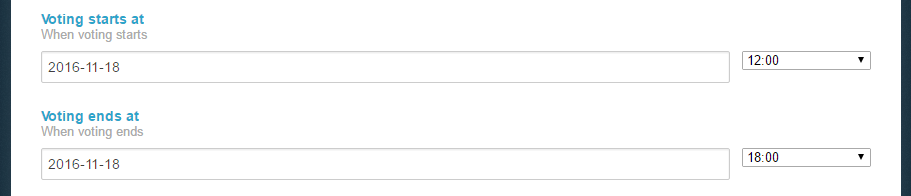 Voting starts at
When voting starts
2016-11-18 12:00
Voting ends at
When voting ends
2016-11-18 18:00